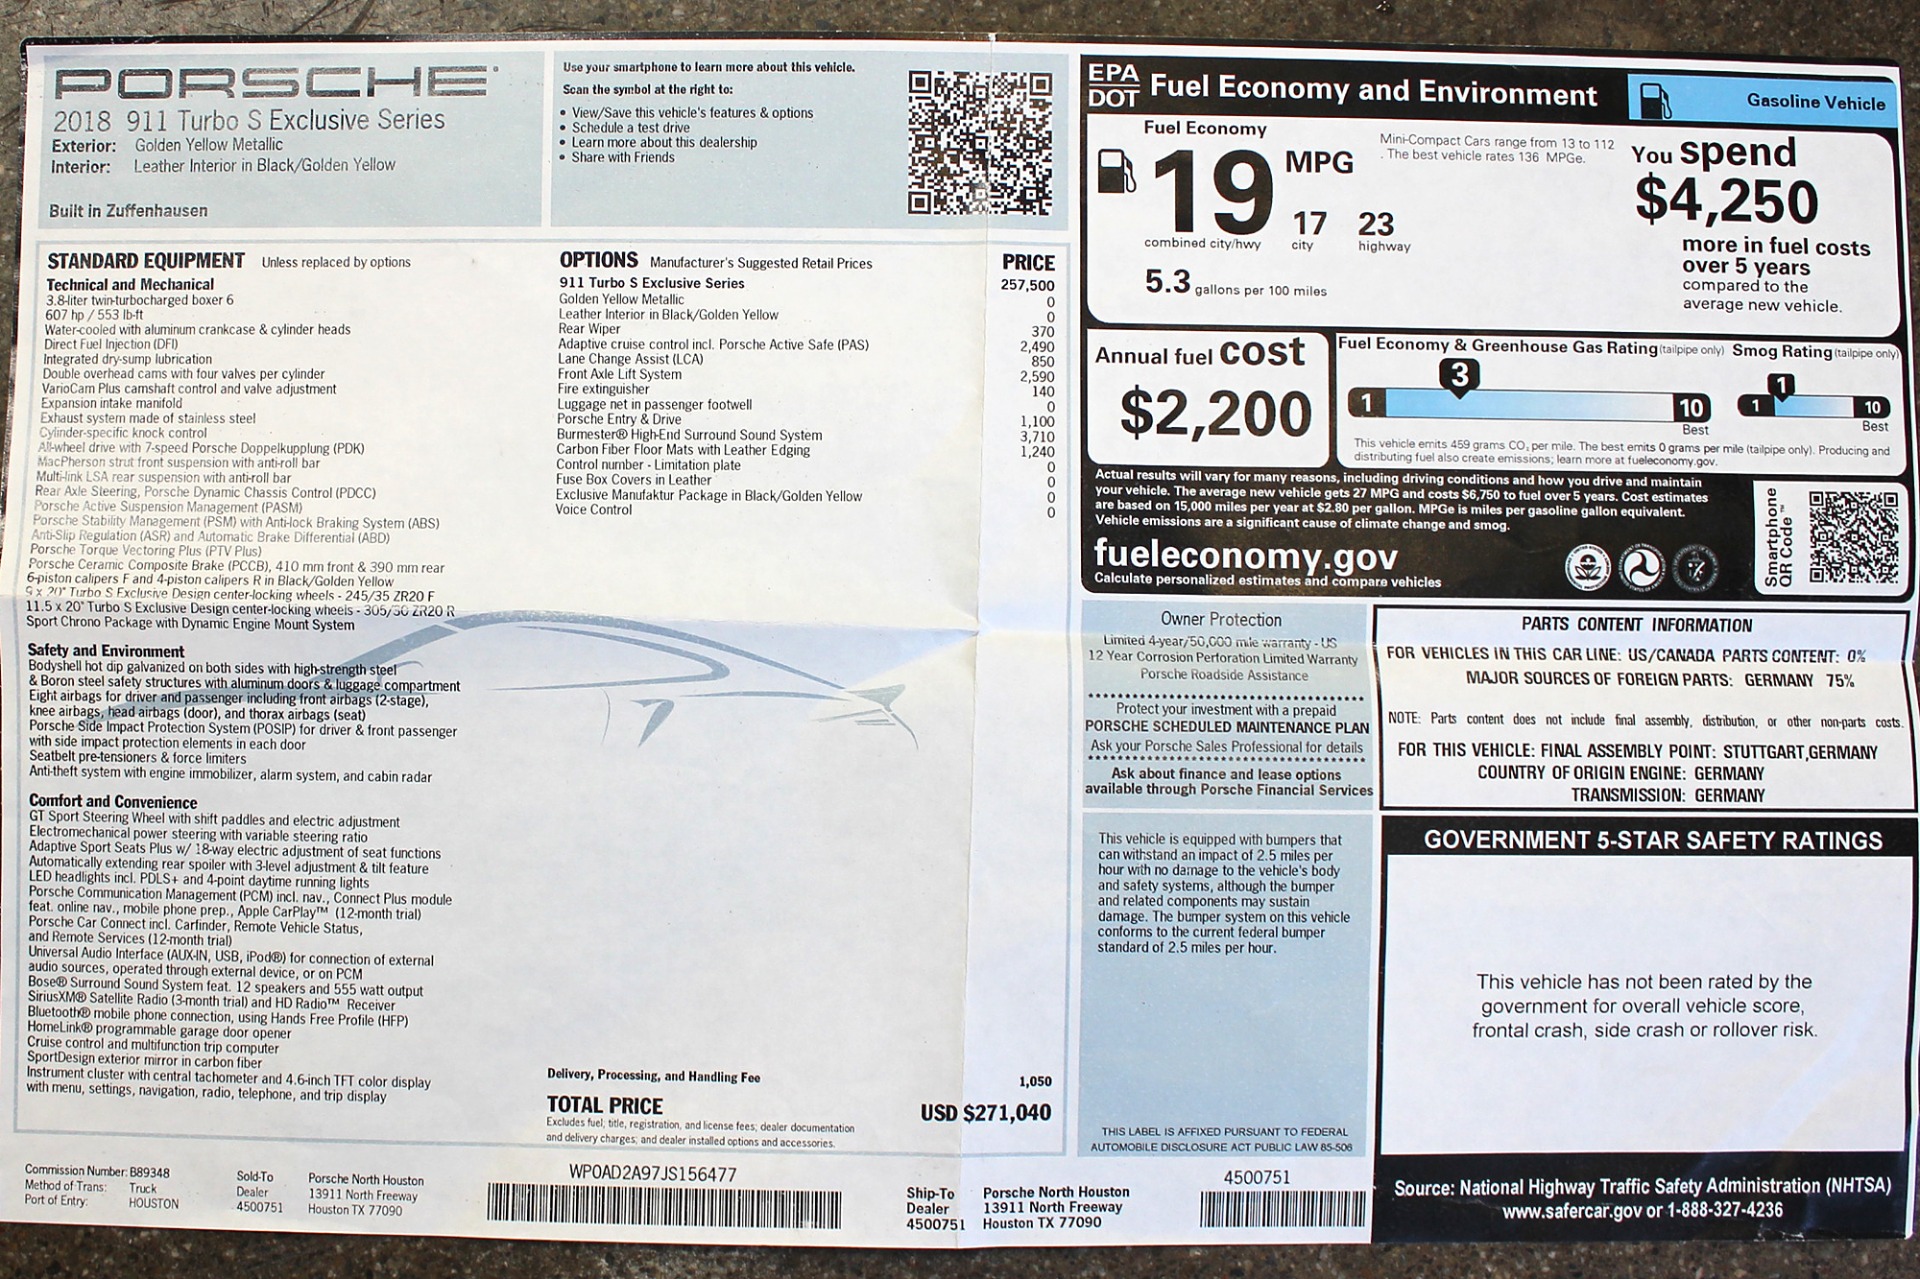 PORSCHE
2018 911 Turbo S Exclusive Series
Exterior: Golden Yellow Metallic
Interior: Leather Interior in Black/Golden Yellow
Built in Zuffenhausen
Use your smartphone to learn more about this vehicle.
Scan the symbol at the right to:
• View/Save this vehicle's features & options
• Schedule a test drive
• Learn more about this dealership
• Share with Friends
STANDARD EQUIPMENT Unless replaced by options
Technical and Mechanical
3.8-liter twin-turbocharged boxer 6
607 hp / 553 lb-ft
Water-cooled with aluminum crankcase & cylinder heads
Direct Fuel Injection (DFI)
Integrated dry-sump lubrication
Double overhead cams with four valves per cylinder
VarioCam Plus camshaft control and valve adjustment
Expansion intake manifold
Exhaust system made of stainless steel
Cylinder-specific knock control
All-wheel drive with 7-speed Porsche Doppelkupplung (PDK)
MacPherson strut front suspension with anti-roll bar
Multi-link LSA rear suspension with anti-roll bar
Rear Axle Steering, Porsche Dynamic Chassis Control (PDCC)
Porsche Active Suspension Management (PASM)
Porsche Stability Management (PSM) with Anti-lock Braking System (ABS)
Anti-Slip Regulation (ASR) and Automatic Brake Differential (ABD)
Porsche Torque Vectoring Plus (PTV Plus)
Porsche Ceramic Composite Brake (PCCB), 410 mm front & 390 mm rear
6-piston calipers F and 4-piston calipers R in Black/Golden Yellow
9 x 20" Turbo S Exclusive Design center-locking wheels - 245/35 ZR20 F
11.5 x 20" Turbo S Exclusive Design center-locking wheels - 305/30 ZR20 R
Sport Chrono Package with Dynamic Engine Mount System
Safety and Environment
Bodyshell hot dip galvanized on both sides with high-strength steel
& Boron steel safety structures with aluminum doors & luggage compartment
Eight airbags for driver and passenger including front airbags (2-stage),
knee airbags, head airbags (door), and thorax airbags (seat)
Porsche Side Impact Protection System (POSIP) for driver & front passenger
with side impact protection elements in each door
Seatbelt pre-tensioners & force limiters
Anti-theft system with engine immobilizer, alarm system, and cabin radar
Comfort and Convenience
GT Sport Steering Wheel with shift paddles and electric adjustment
Electromechanical power steering with variable steering ratio
Adaptive Sport Seats Plus w/ 18-way electric adjustment of seat functions
Automatically extending rear spoiler with 3-level adjustment & tilt feature
LED headlights incl. PDLS+ and 4-point daytime running lights
Porsche Communication Management (PCM) incl. nav., Connect Plus module
feat. online nav., mobile phone prep., Apple CarPlay™ (12-month trial)
Porsche Car Connect incl. Carfinder, Remote Vehicle Status,
and Remote Services (12-month trial)
Universal Audio Interface (AUX-IN, USB, iPod®) for connection of external
audio sources, operated through external device, or on PCM
Bose® Surround Sound System feat. 12 speakers and 555 watt output
SiriusXM® Satellite Radio (3-month trial) and HD Radio™ Receiver
Bluetooth® mobile phone connection, using Hands Free Profile (HFP)
HomeLink® programmable garage door opener
Cruise control and multifunction trip computer
SportDesign exterior mirror in carbon fiber
Instrument cluster with central tachometer and 4.6-inch TFT color display
with menu, settings, navigation, radio, telephone, and trip display
OPTIONS Manufacturer's Suggested Retail Prices PRICE
911 Turbo S Exclusive Series 257,500
Golden Yellow Metallic 0
Leather Interior in Black/Golden Yellow 0
Rear Wiper 370
Adaptive cruise control incl. Porsche Active Safe (PAS) 2,490
Lane Change Assist (LCA) 850
Front Axle Lift System 2,590
Fire extinguisher 140
Luggage net in passenger footwell 0
Porsche Entry & Drive 1,100
Burmester® High-End Surround Sound System 3,710
Carbon Fiber Floor Mats with Leather Edging 1,240
Control number - Limitation plate 0
Fuse Box Covers in Leather 0
Exclusive Manufaktur Package in Black/Golden Yellow 0
Voice Control 0
Delivery, Processing, and Handling Fee 1,050
TOTAL PRICE USD $271,040
Excludes fuel, title, registration, and license fees; dealer documentation
and delivery charges; and dealer installed options and accessories.
Commission Number: B89348
Method of Trans: Truck
Port of Entry: HOUSTON
Sold-To
Dealer
4500751
Porsche North Houston
13911 North Freeway
Houston TX 77090
WP0AD2A97JS156477
Ship-To
Dealer
4500751
Porsche North Houston
13911 North Freeway
Houston TX 77090
4500751
EPA
DOT
Fuel Economy and Environment
Gasoline Vehicle
Fuel Economy
19 MPG
combined city/hwy
17
city
23
highway
5.3 gallons per 100 miles
Mini-Compact Cars range from 13 to 112
. The best vehicle rates 136 MPGe.
You spend
$4,250
more in fuel costs
over 5 years
compared to the
average new vehicle.
Annual fuel cost
$2,200
Fuel Economy & Greenhouse Gas Rating (tailpipe only)
3
1
10
Best
Smog Rating (tailpipe only)
1
1
10
Best
This vehicle emits 459 grams CO2 per mile. The best emits 0 grams per mile (tailpipe only). Producing and
distributing fuel also create emissions; learn more at fueleconomy.gov.
Actual results will vary for many reasons, including driving conditions and how you drive and maintain
your vehicle. The average new vehicle gets 27 MPG and costs $6,750 to fuel over 5 years. Cost estimates
are based on 15,000 miles per year at $2.80 per gallon. MPGe is miles per gasoline gallon equivalent.
Vehicle emissions are a significant cause of climate change and smog.
fueleconomy.gov
Calculate personalized estimates and compare vehicles
Smartphone
QR Code™
Owner Protection
Limited 4-year/50,000 mile warranty - US
12 Year Corrosion Perforation Limited Warranty
Porsche Roadside Assistance
Protect your investment with a prepaid
PORSCHE SCHEDULED MAINTENANCE PLAN
Ask your Porsche Sales Professional for details
Ask about finance and lease options
available through Porsche Financial Services
This vehicle is equipped with bumpers that
can withstand an impact of 2.5 miles per
hour with no damage to the vehicle's body
and safety systems, although the bumper
and related components may sustain
damage. The bumper system on this vehicle
conforms to the current federal bumper
standard of 2.5 miles per hour.
THIS LABEL IS AFFIXED PURSUANT TO FEDERAL
AUTOMOBILE DISCLOSURE ACT PUBLIC LAW 85-506
PARTS CONTENT INFORMATION
FOR VEHICLES IN THIS CAR LINE: US/CANADA PARTS CONTENT: 0%
MAJOR SOURCES OF FOREIGN PARTS: GERMANY 75%
NOTE: Parts content does not include final assembly, distribution, or other non-parts costs.
FOR THIS VEHICLE: FINAL ASSEMBLY POINT: STUTTGART,GERMANY
COUNTRY OF ORIGIN ENGINE: GERMANY
TRANSMISSION: GERMANY
GOVERNMENT 5-STAR SAFETY RATINGS
This vehicle has not been rated by the
government for overall vehicle score,
frontal crash, side crash or rollover risk.
Source: National Highway Traffic Safety Administration (NHTSA)
www.safercar.gov or 1-888-327-4236